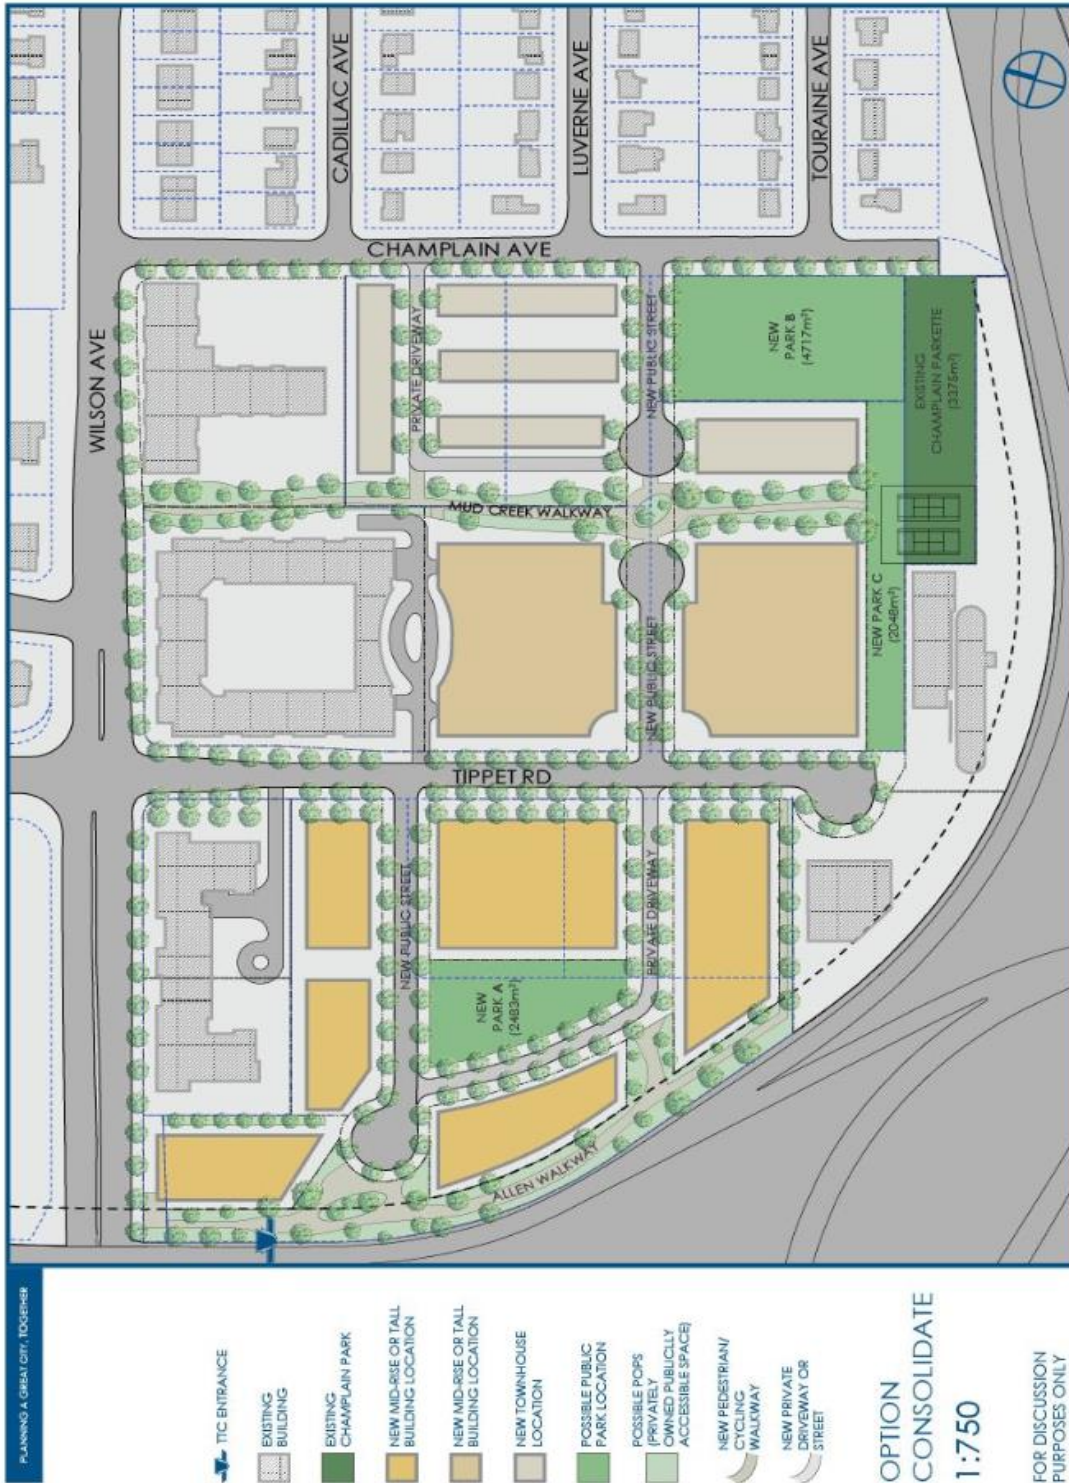 CADILLAC AVE
LUVERNE AVE
TOURAINE AVE
CHAMPLAIN AVE
WILSON AVE
PRIVATE DRIVEWAY
NEW PUBLIC STREET
NEW
PARK B
(4717m²)
EXISTING
CHAMPLAIN PARKETTE
(3375m²)
MUD CREEK WALKWAY
NEW PUBLIC STREET
NEW PARK C
(2048m²)
TIPPET RD
NEW PUBLIC STREET
PRIVATE DRIVEWAY
NEW
PARK A
(2483m²)
ALLEN WALKWAY
PLANNING A GREAT CITY, TOGETHER
TTC ENTRANCE
EXISTING
BUILDING
EXISTING
CHAMPLAIN PARK
NEW MID-RISE OR TALL
BUILDING LOCATION
NEW MID-RISE OR TALL
BUILDING LOCATION
NEW TOWNHOUSE
LOCATION
POSSIBLE PUBLIC
PARK LOCATION
POSSIBLE POPS
(PRIVATELY
OWNED PUBLICLLY
ACCESSIBLE SPACE)
NEW PEDESTRIAN/
CYCLING
WALKWAY
NEW PRIVATE
DRIVEWAY OR
STREET
OPTION
CONSOLIDATE
1:750
FOR DISCUSSION
PURPOSES ONLY